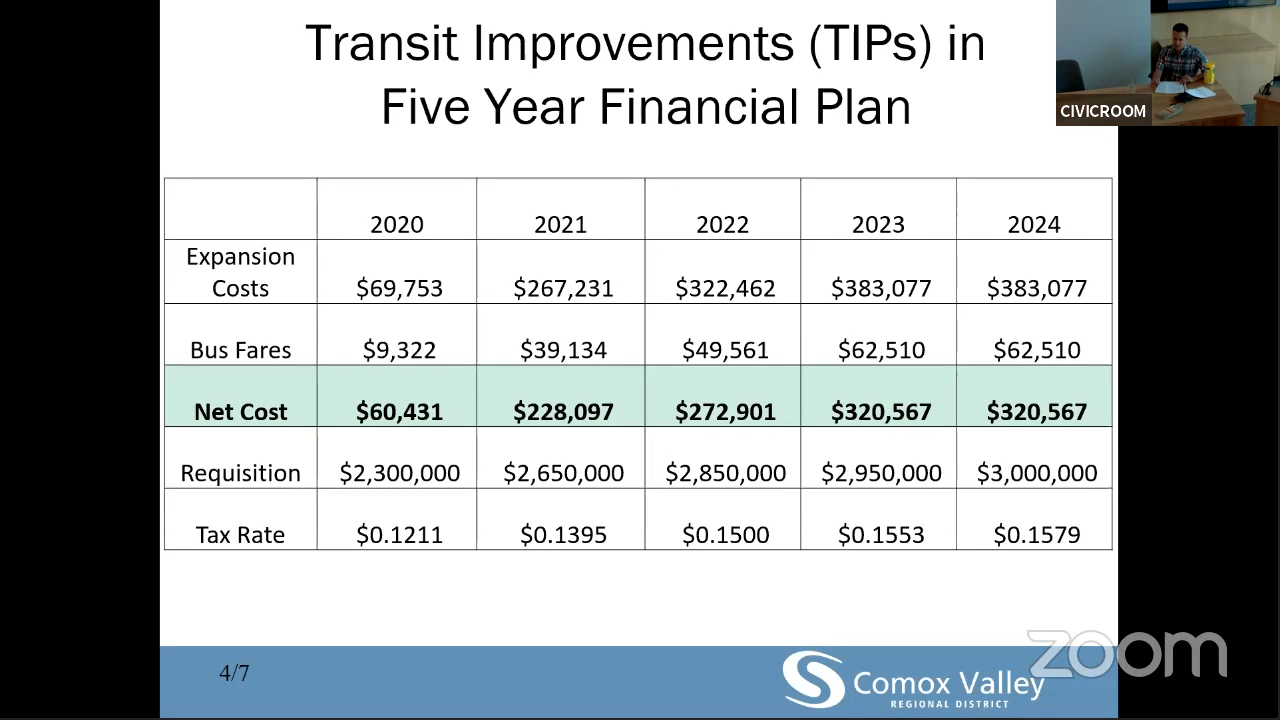 Transit Improvements (TIPs) in
Five Year Financial Plan
CIVICROOM
2020 2021 2022 2023 2024
Expansion
Costs $69,753 $267,231 $322,462 $383,077 $383,077
Bus Fares $9,322 $39,134 $49,561 $62,510 $62,510
Net Cost $60,431 $228,097 $272,901 $320,567 $320,567
Requisition $2,300,000 $2,650,000 $2,850,000 $2,950,000 $3,000,000
Tax Rate $0.1211 $0.1395 $0.1500 $0.1553 $0.1579
4/7
Comox Valley
REGIONAL DISTRICT
zoom